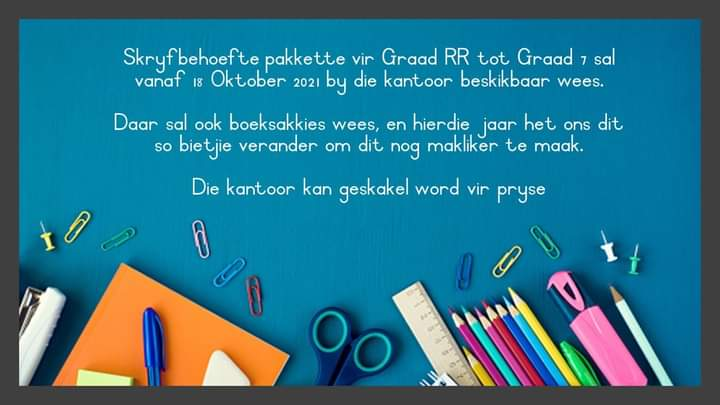 Skryfbehoefte pakkette vir Graad RR tot Graad 7 sal
vanaf 18 Oktober 2021 by die kantoor beskikbaar wees.
Daar sal ook boeksakkies wees, en hierdie jaar het ons dit
so bietjie verander om dit nog makliker te maak.
Die kantoor kan geskakel word vir pryse